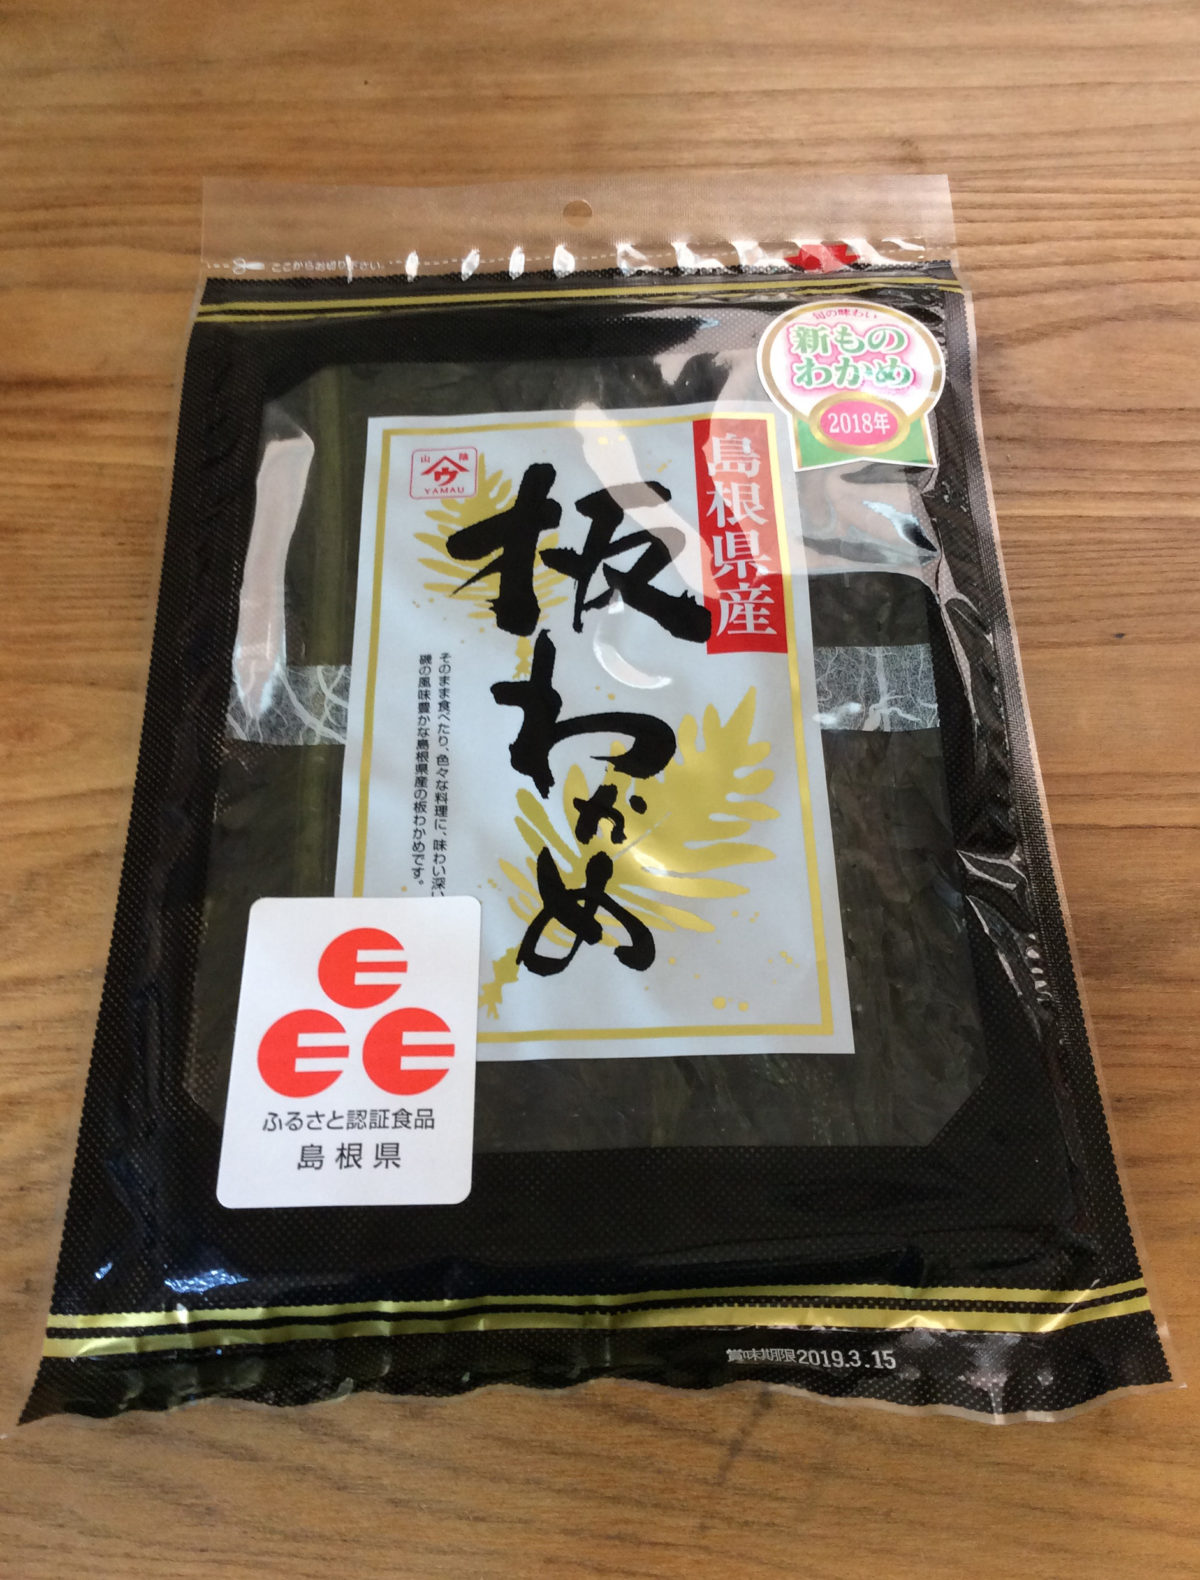 ここからお切り下さい
旬の味わい
新もの
わかめ
2018年
島根県産
山陰
ウ
YAMAU
板わかめ
そのまま食べたり、色々な料理に、味わい深い
磯の風味豊かな島根県産の板わかめです。
E
E E
ふるさと認証食品
島根県
賞味期限2019.3.15